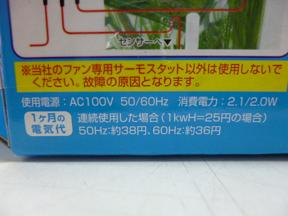 センサーへ
※当社のファン専用サーモスタット以外は使用しないで
ください。故障の原因となります。
使用電源：AC100V 50/60Hz 消費電力：2.1/2.0W
1ヶ月の
電気代
連続使用した場合（1kwH=25円の場合）
50Hz：約38円、60Hz：約36円